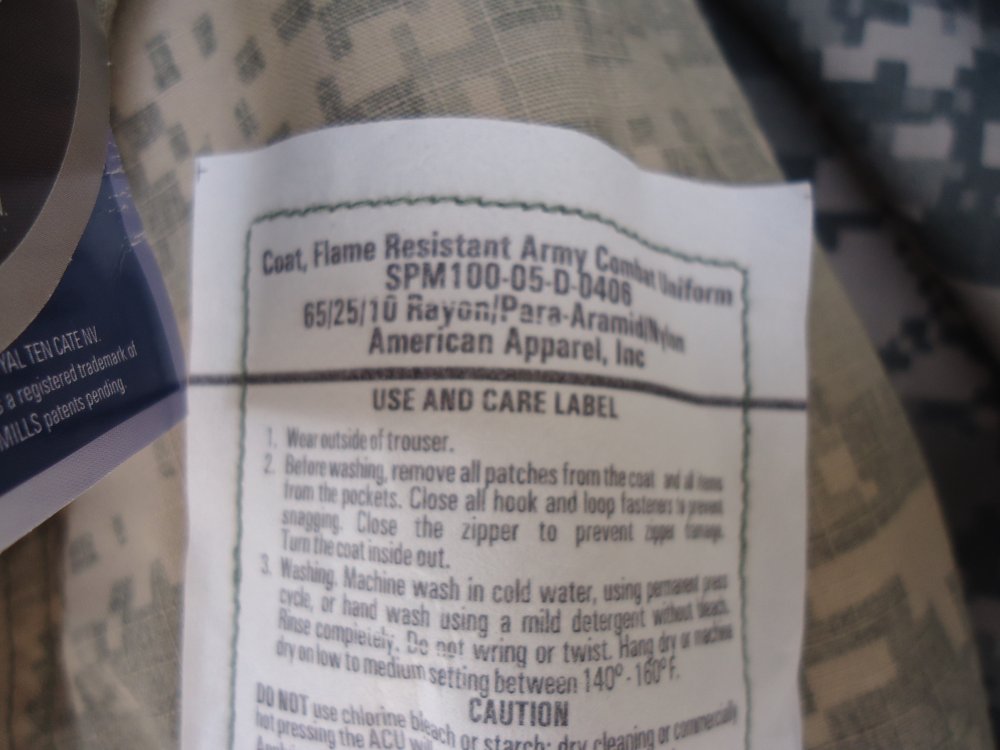 YAL TEN CATE NV.
s a registered trademark of
MILLS patents pending.
Coat, Flame Resistant Army Combat Uniform
SPM100-05-D-0406
65/25/10 Rayon/Para-Aramid/Nylon
American Apparel, Inc
USE AND CARE LABEL
1. Wear outside of trouser.
2. Before washing, remove all patches from the coat and all items
from the pockets. Close all hook and loop fasteners to prevent
snagging. Close the zipper to prevent zipper damage.
Turn the coat inside out.
3. Washing. Machine wash in cold water, using permanent press
cycle, or hand wash using a mild detergent without bleach.
Rinse completely. Do not wring or twist. Hang dry or machine
dry on low to medium setting between 140° - 160° F.
CAUTION
DO NOT use chlorine bleach or starch; dry cleaning or commercially
hot pressing the ACU will